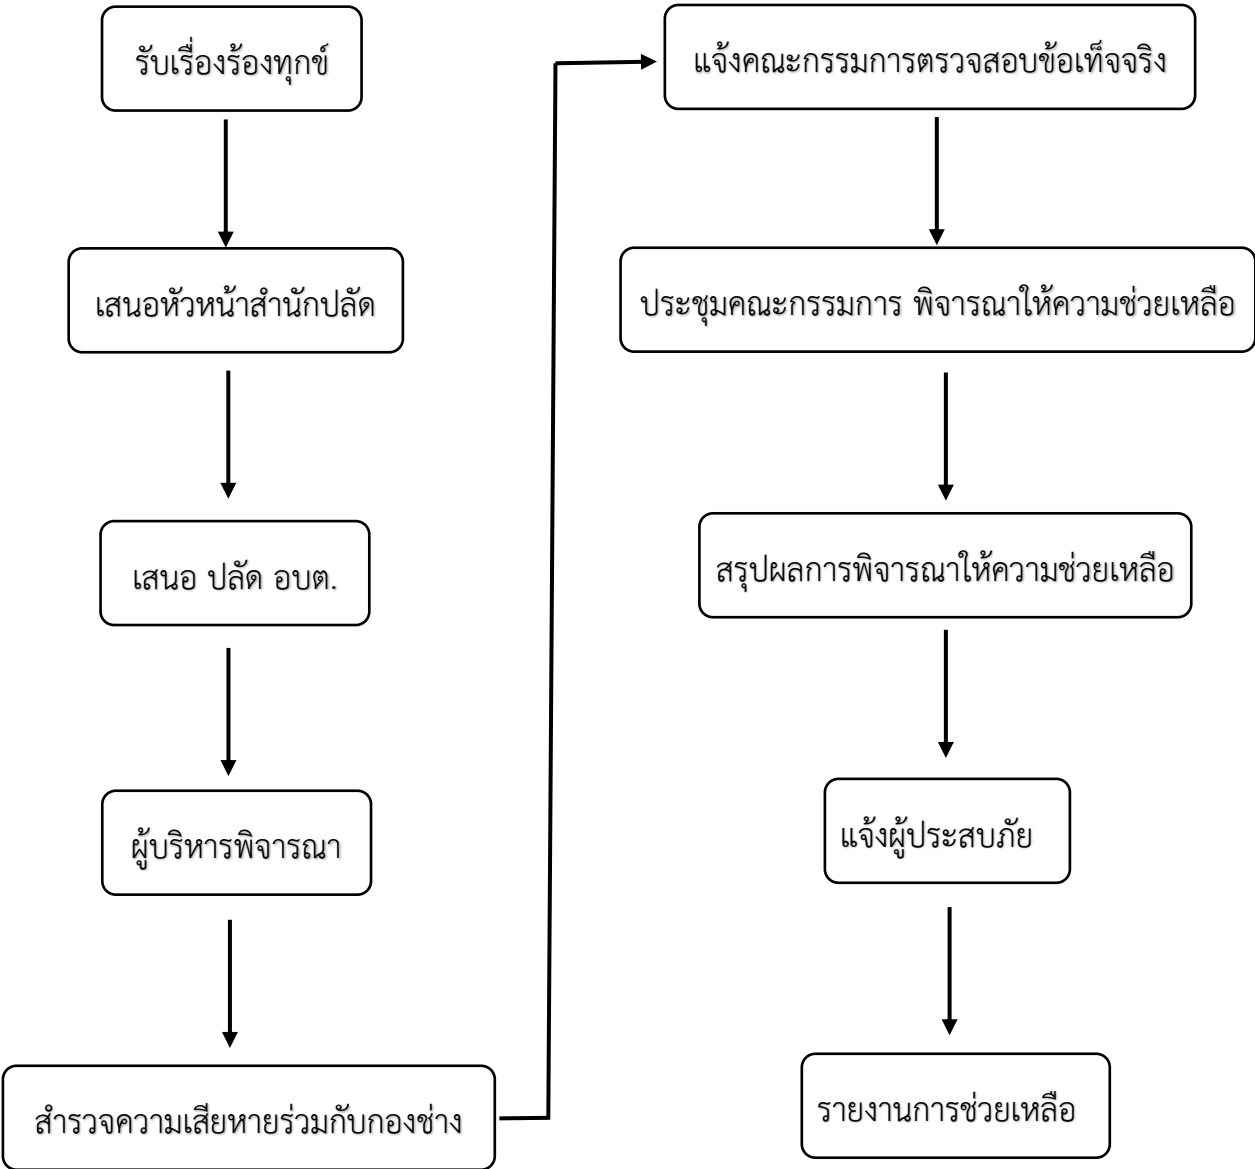 รับเรื่องร้องทุกข์
เสนอหัวหน้าสำนักปลัด
เสนอ ปลัด อบต.
ผู้บริหารพิจารณา
สำรวจความเสียหายร่วมกับกองช่าง
แจ้งคณะกรรมการตรวจสอบข้อเท็จจริง
ประชุมคณะกรรมการ พิจารณาให้ความช่วยเหลือ
สรุปผลการพิจารณาให้ความช่วยเหลือ
แจ้งผู้ประสบภัย
รายงานการช่วยเหลือ